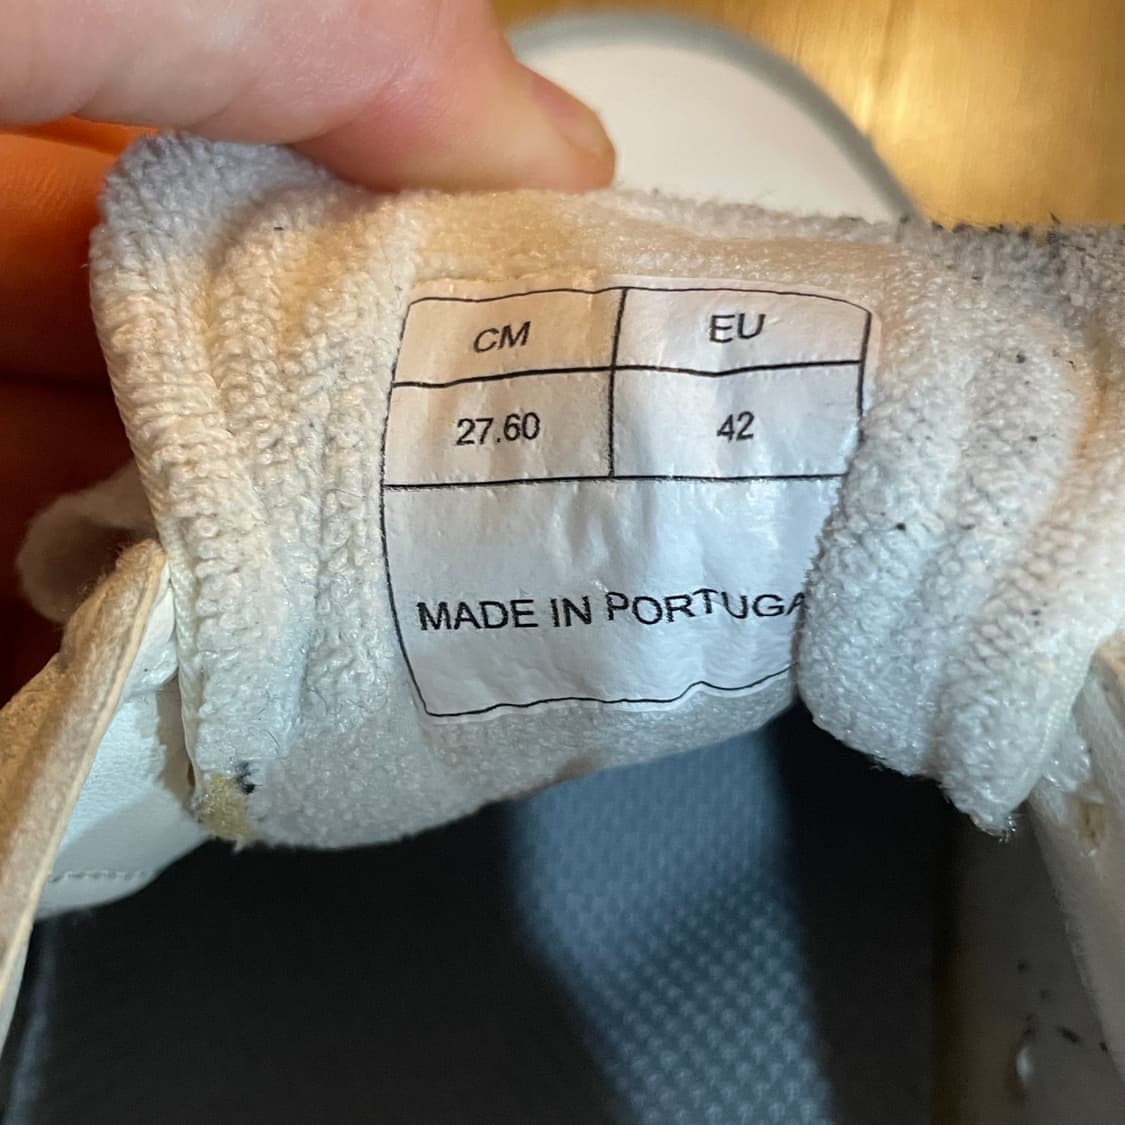 CM EU
27.60 42
MADE IN PORTUGA